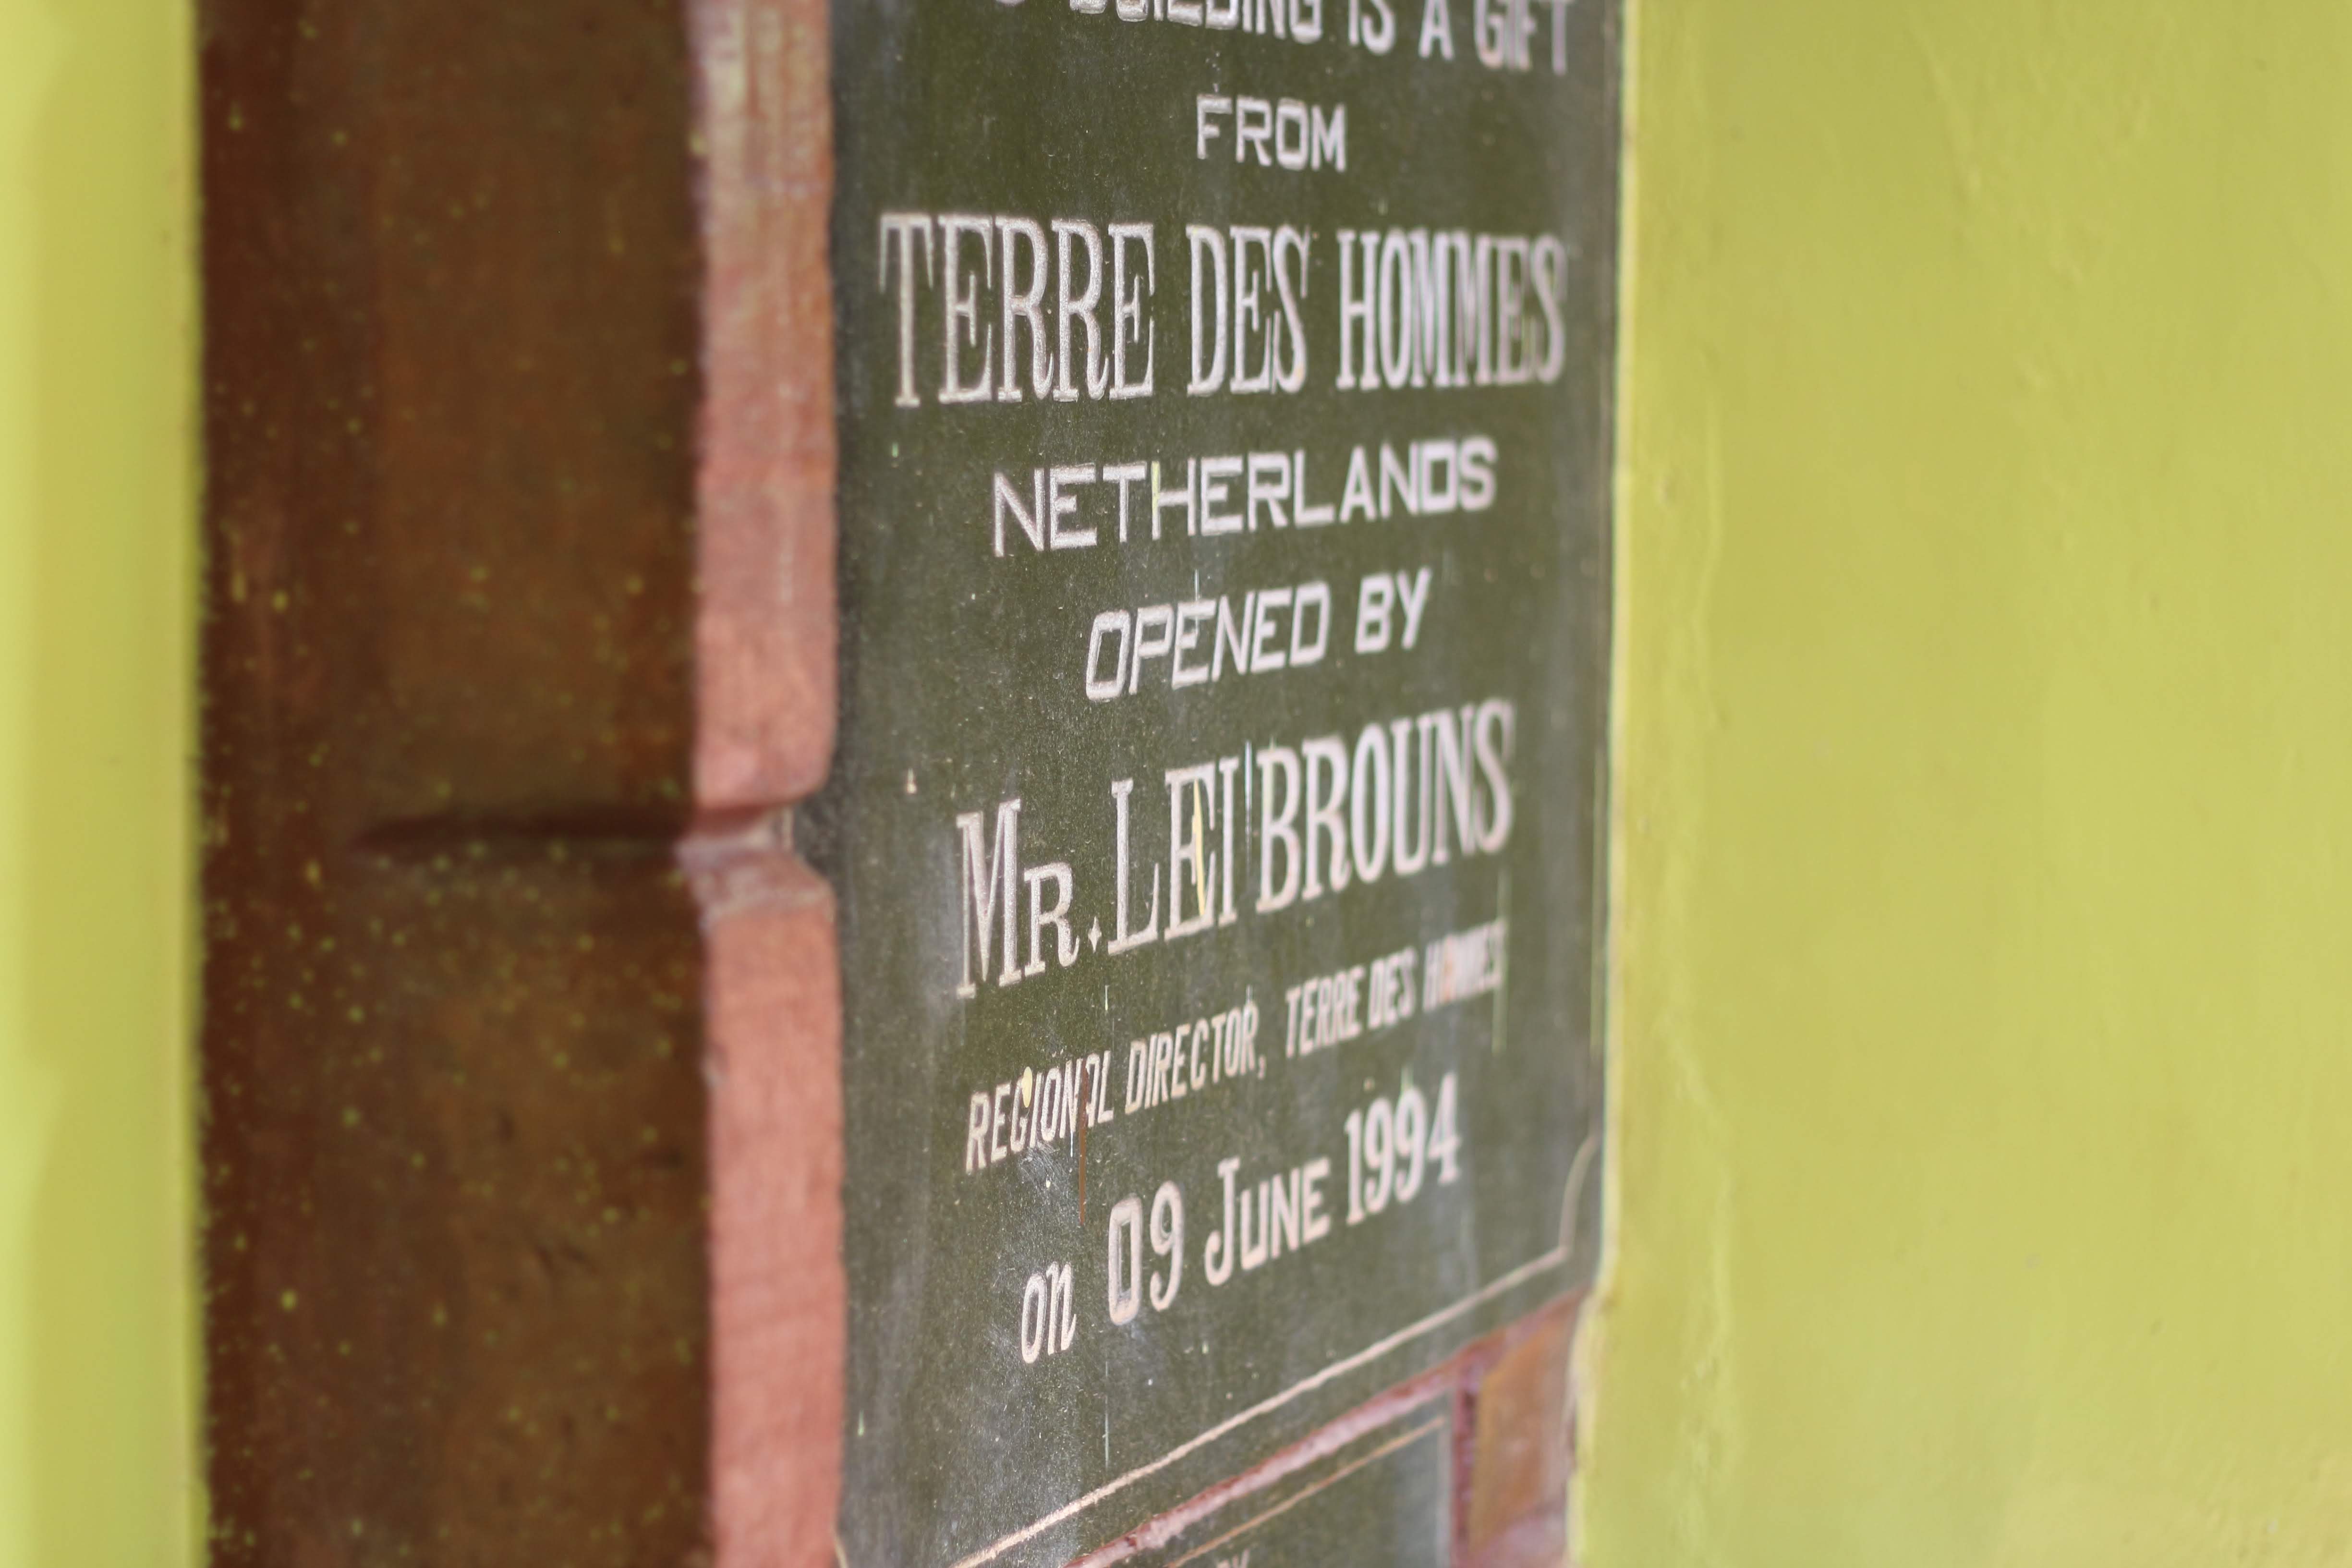 BUILDING IS A GIFT
FROM
TERRE DES HOMMES
NETHERLANDS
OPENED BY
MR. LEI BROUNS
REGIONAL DIRECTOR, TERRE DES HOMMES
on 09 JUNE 1994